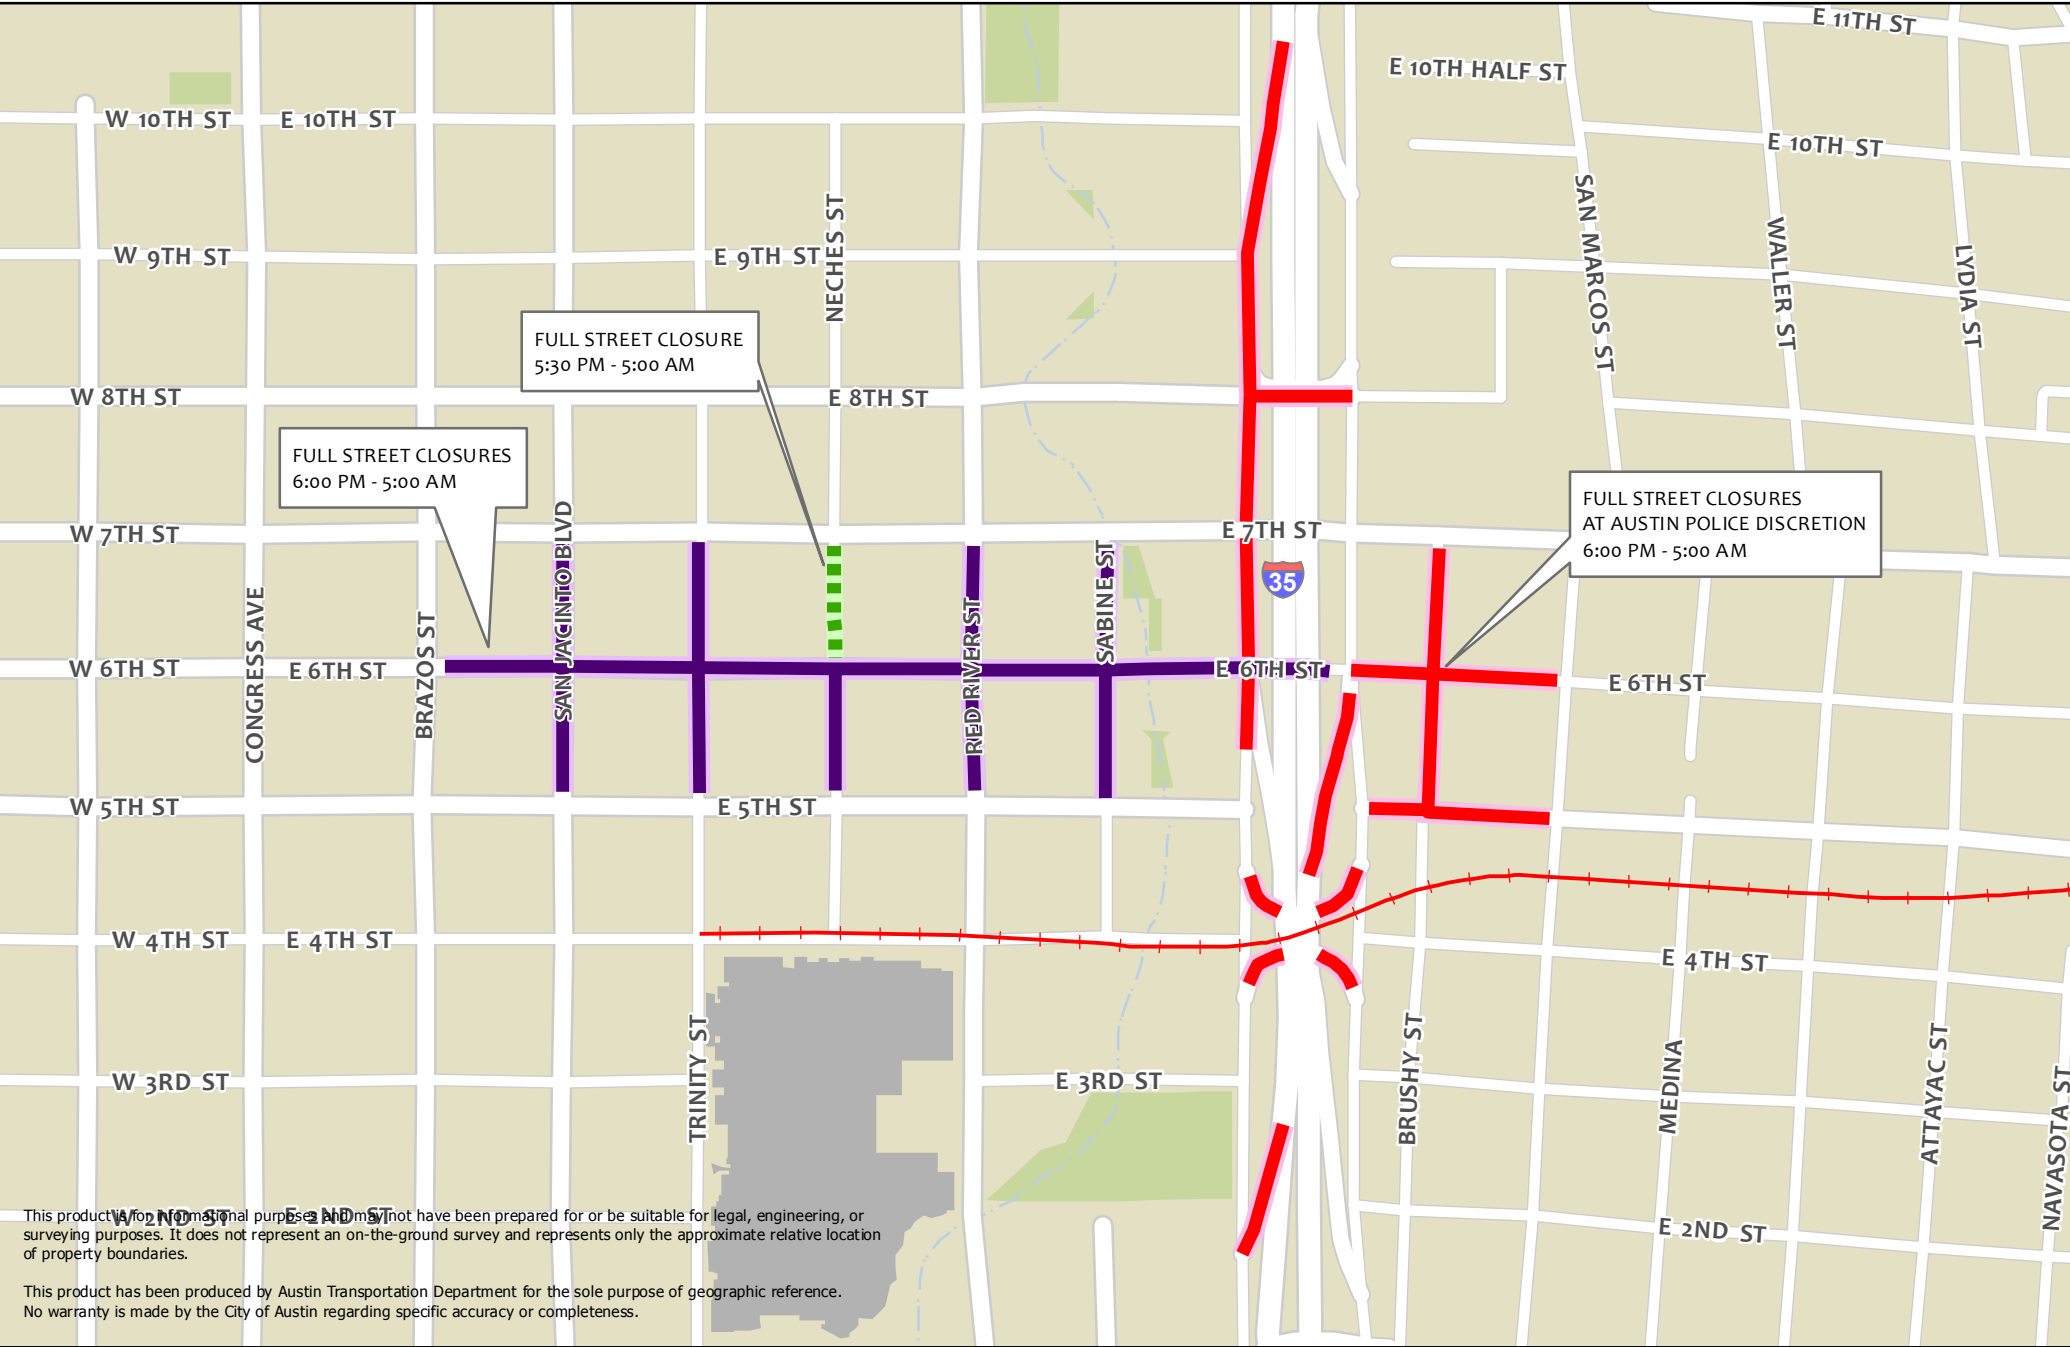 E 11TH ST
E 10TH HALF ST
W 10TH ST
E 10TH ST
E 10TH ST
SAN MARCOS ST
WALLER ST
LYDIA ST
NECHES ST
W 9TH ST
E 9TH ST
FULL STREET CLOSURE
5:30 PM - 5:00 AM
W 8TH ST
E 8TH ST
FULL STREET CLOSURES
6:00 PM - 5:00 AM
FULL STREET CLOSURES
AT AUSTIN POLICE DISCRETION
6:00 PM - 5:00 AM
W 7TH ST
E 7TH ST
35
CONGRESS AVE
BRAZOS ST
SAN JACINTO BLVD
RED RIVER ST
SABINE ST
W 6TH ST
E 6TH ST
E 6TH ST
E 6TH ST
W 5TH ST
E 5TH ST
W 4TH ST
E 4TH ST
E 4TH ST
TRINITY ST
BRUSHY ST
MEDINA
ATTAYAC ST
NAVASOTA ST
W 3RD ST
E 3RD ST
W 2ND ST
E 2ND ST
E 2ND ST
This product is for informational purposes and may not have been prepared for or be suitable for legal, engineering, or
surveying purposes. It does not represent an on-the-ground survey and represents only the approximate relative location
of property boundaries.
This product has been produced by Austin Transportation Department for the sole purpose of geographic reference.
No warranty is made by the City of Austin regarding specific accuracy or completeness.